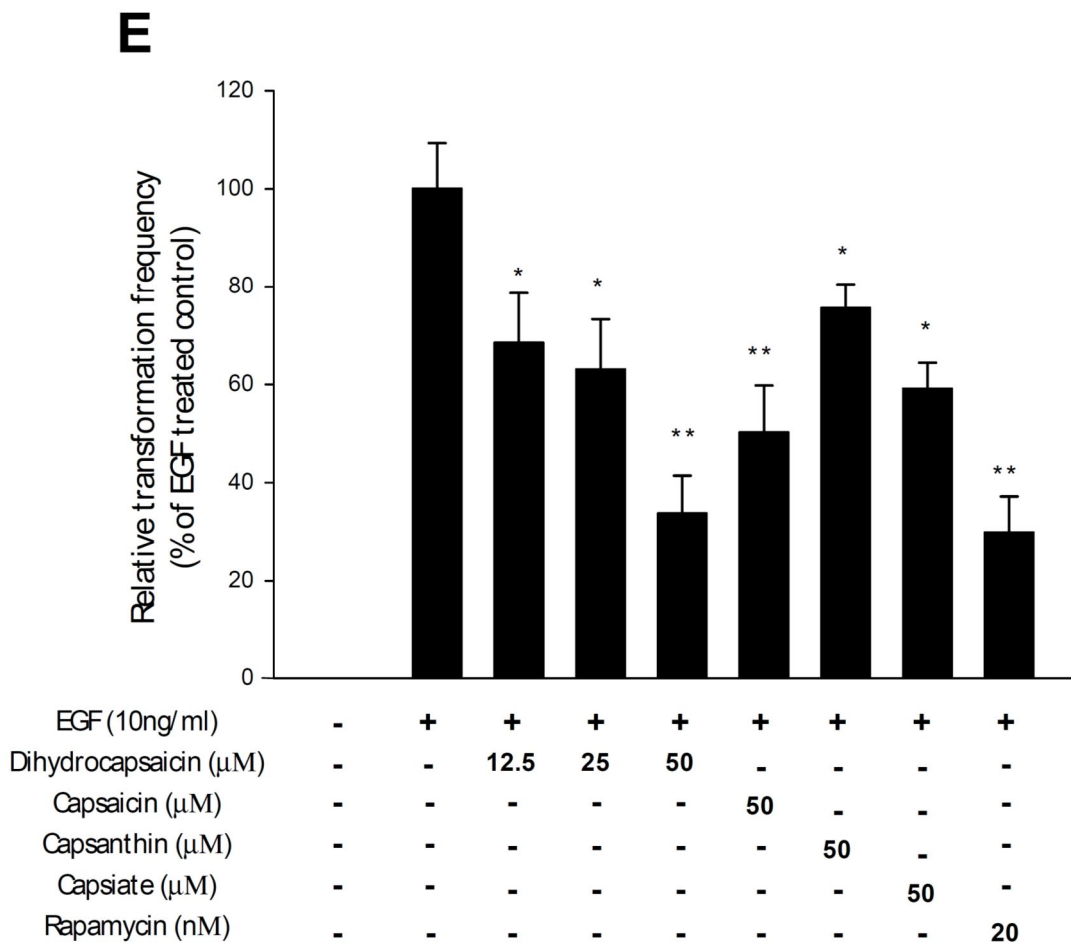 E
Relative transformation frequency
(% of EGF treated control)
120
100
80
60
40
20
0
*
*
**
**
*
*
**
EGF (10ng/ml) - + + + + + + + +
Dihydrocapsaicin (μM) - - 12.5 25 50 - - - -
Capsaicin (μM) - - - - - 50 - - -
Capsanthin (μM) - - - - - - 50 - -
Capsiate (μM) - - - - - - - 50 -
Rapamycin (nM) - - - - - - - - 20